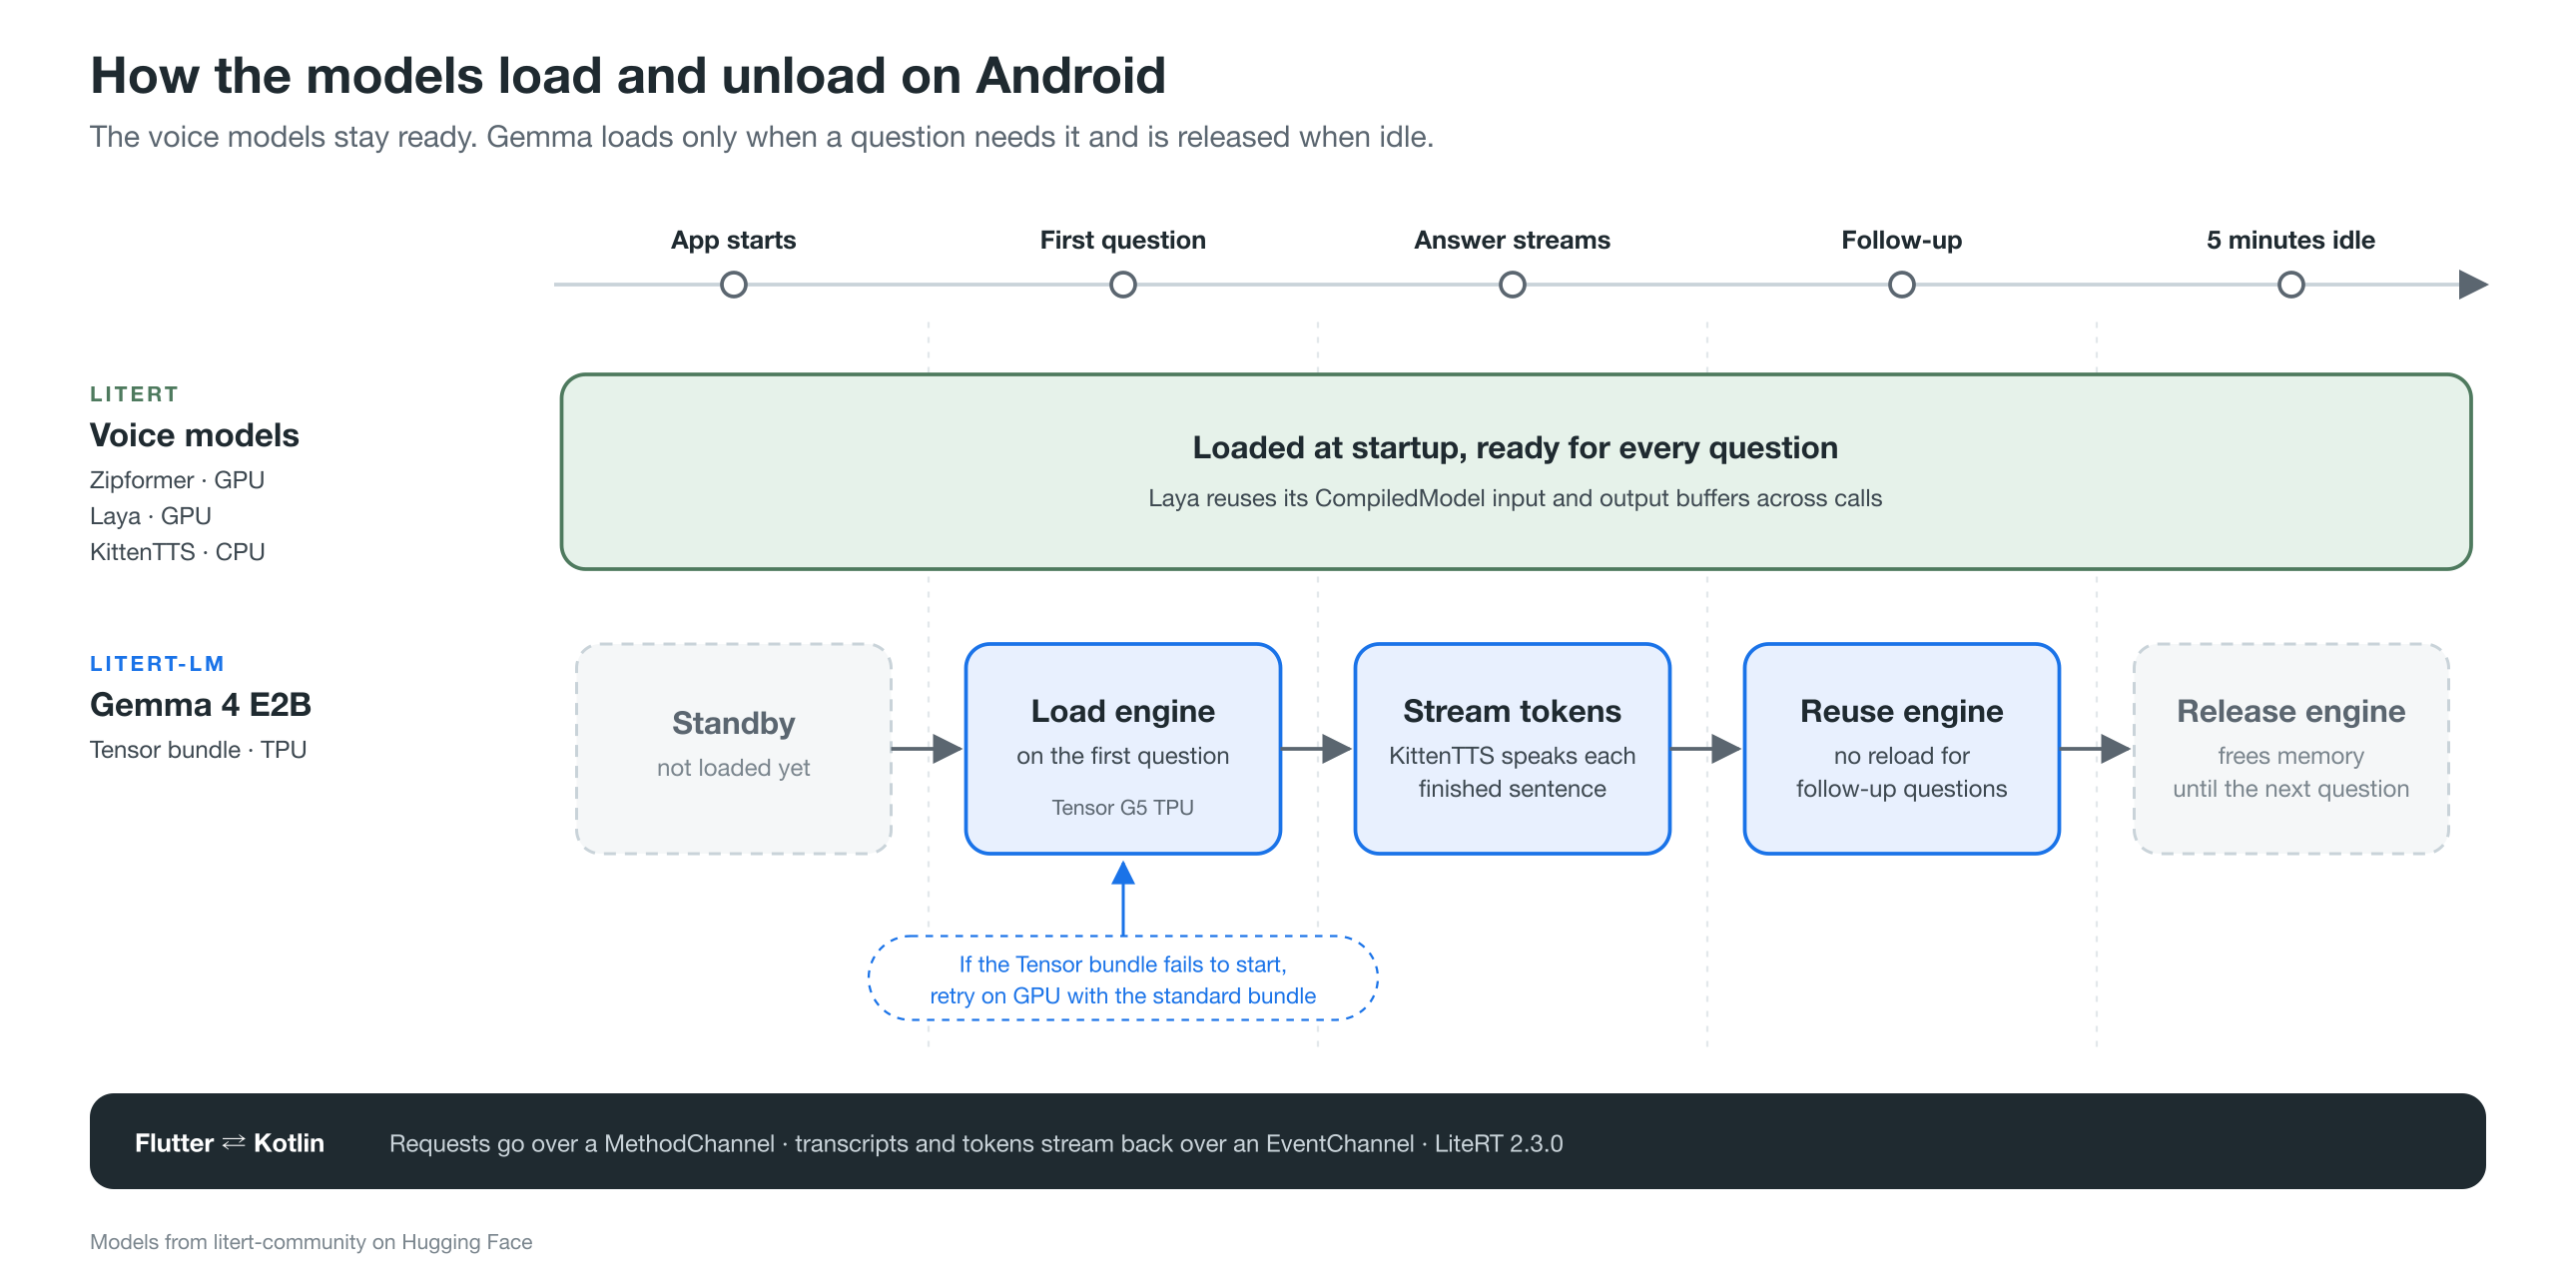 How the models load and unload on Android
The voice models stay ready. Gemma loads only when a question needs it and is released when idle.
App starts
First question
Answer streams
Follow-up
5 minutes idle
LITERT
Voice models
Zipformer · GPU
Laya · GPU
KittenTTS · CPU
Loaded at startup, ready for every question
Laya reuses its CompiledModel input and output buffers across calls
LITERT-LM
Gemma 4 E2B
Tensor bundle · TPU
Standby
not loaded yet
Load engine
on the first question
Tensor G5 TPU
Stream tokens
KittenTTS speaks each
finished sentence
Reuse engine
no reload for
follow-up questions
Release engine
frees memory
until the next question
If the Tensor bundle fails to start,
retry on GPU with the standard bundle
Flutter ⇄ Kotlin
Requests go over a MethodChannel · transcripts and tokens stream back over an EventChannel · LiteRT 2.3.0
Models from litert-community on Hugging Face